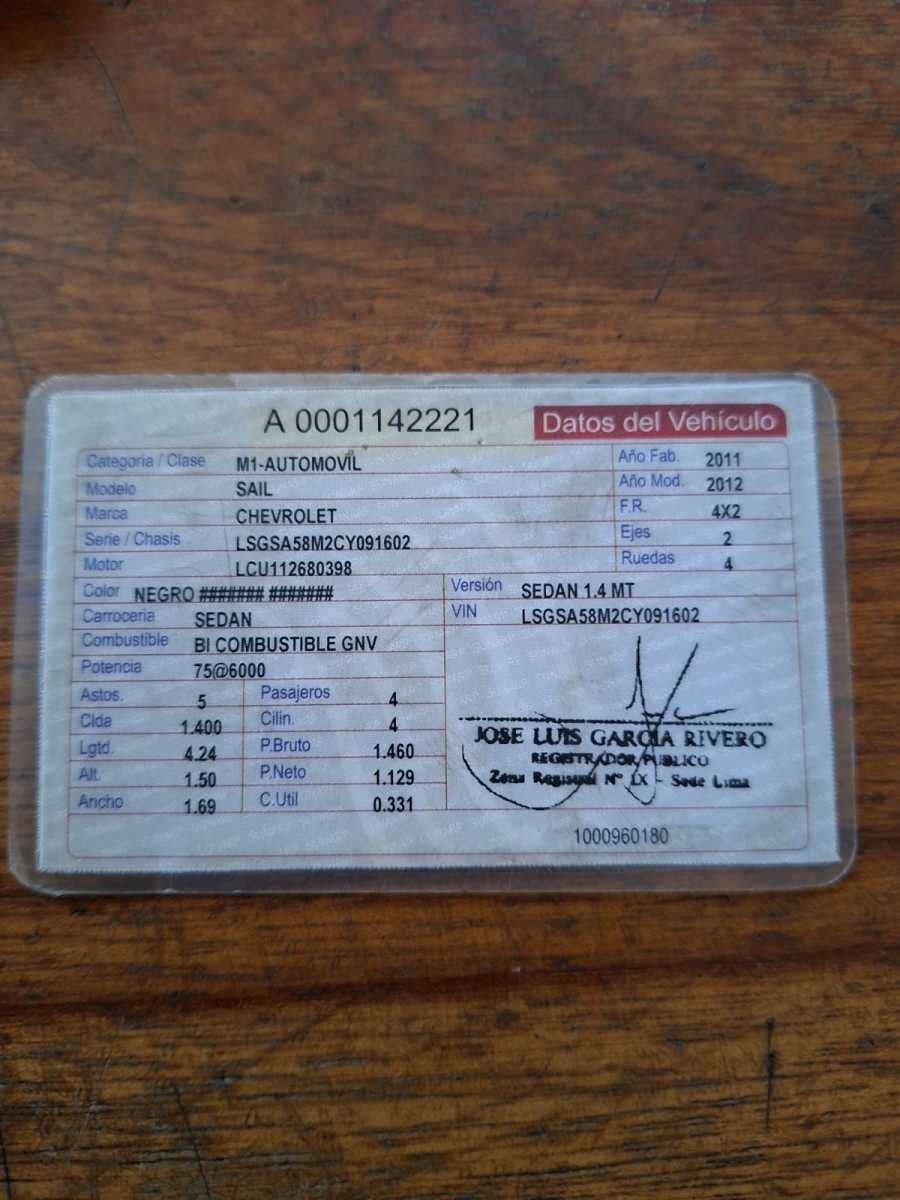 A 0001142221 Datos del Vehículo
Categoria / Clase M1-AUTOMOVIL Año Fab. 2011
Modelo SAIL Año Mod. 2012
Marca CHEVROLET F.R. 4X2
Serie / Chasis LSGSA58M2CY091602 Ejes 2
Motor LCU112680398 Ruedas 4
Color NEGRO ####### ####### Versión SEDAN 1.4 MT
Carroceria SEDAN VIN LSGSA58M2CY091602
Combustible BI COMBUSTIBLE GNV
Potencia 75@6000
Astos. 5 Pasajeros 4
Clda 1.400 Cilin. 4
Lgtd. 4.24 P.Bruto 1.460
Alt. 1.50 P.Neto 1.129
Ancho 1.69 C.Util 0.331
JOSE LUIS GARCIA RIVERO
REGISTRADOR PUBLICO
Zona Registral Nº IX - Sede Lima
1000960180